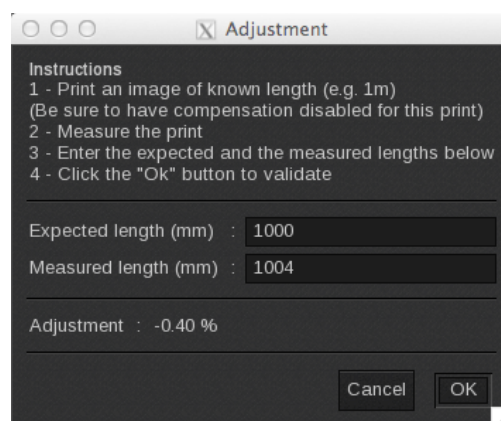 Adjustment
Instructions
1 - Print an image of known length (e.g. 1m)
(Be sure to have compensation disabled for this print)
2 - Measure the print
3 - Enter the expected and the measured lengths below
4 - Click the "Ok" button to validate
Expected length (mm) : 1000
Measured length (mm) : 1004
Adjustment : -0.40 %
Cancel OK